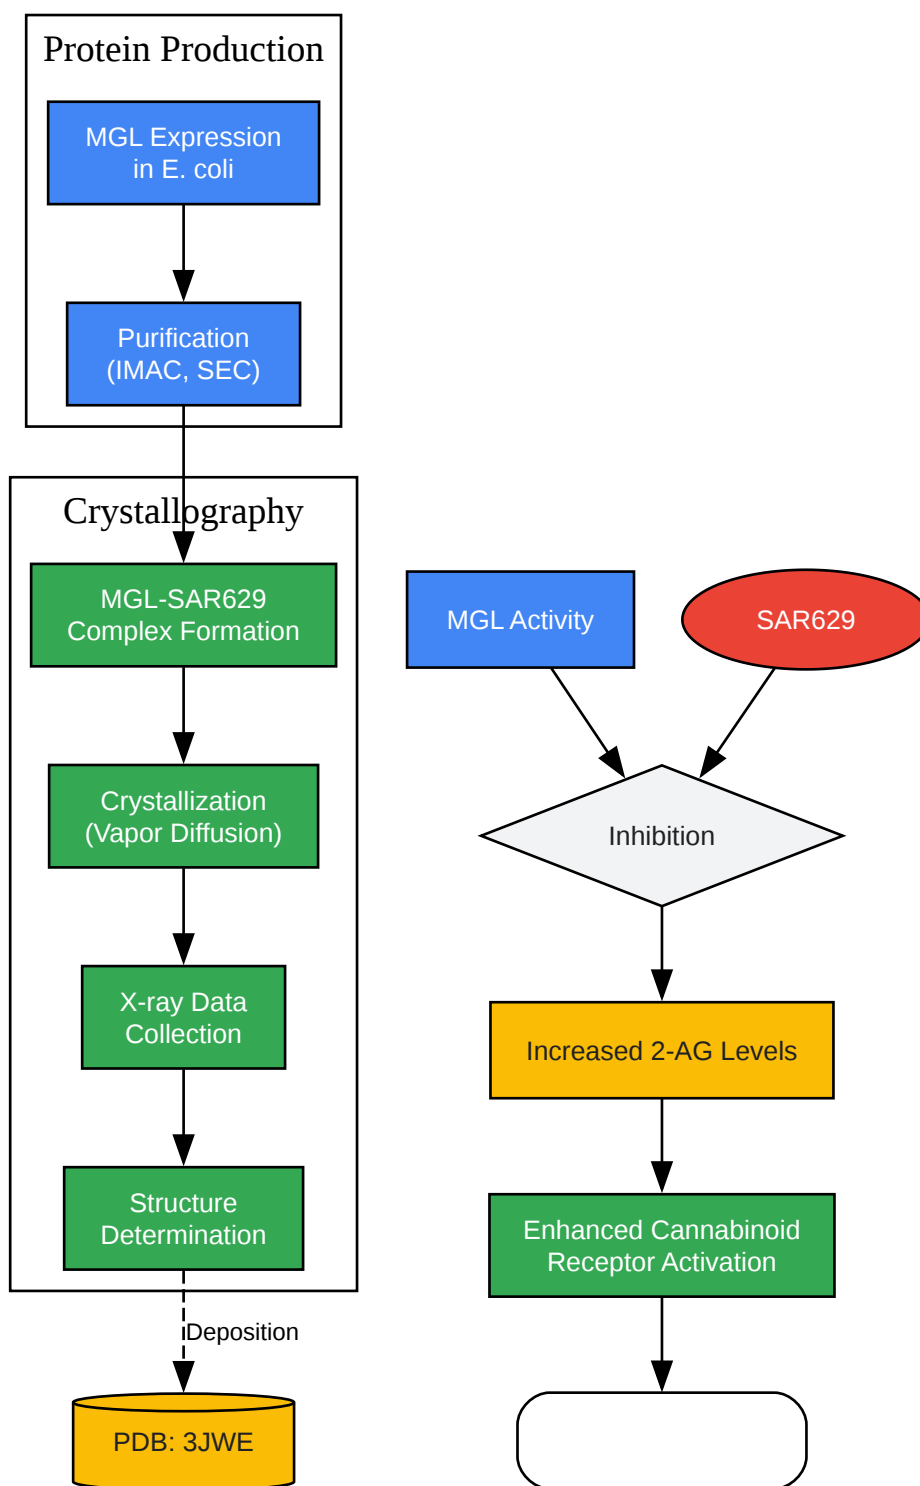 Protein Production
MGL Expression
in E. coli
Purification
(IMAC, SEC)
Crystallography
MGL-SAR629
Complex Formation
Crystallization
(Vapor Diffusion)
X-ray Data
Collection
Structure
Determination
Deposition
PDB: 3JWE
MGL Activity
SAR629
Inhibition
Increased 2-AG Levels
Enhanced Cannabinoid
Receptor Activation